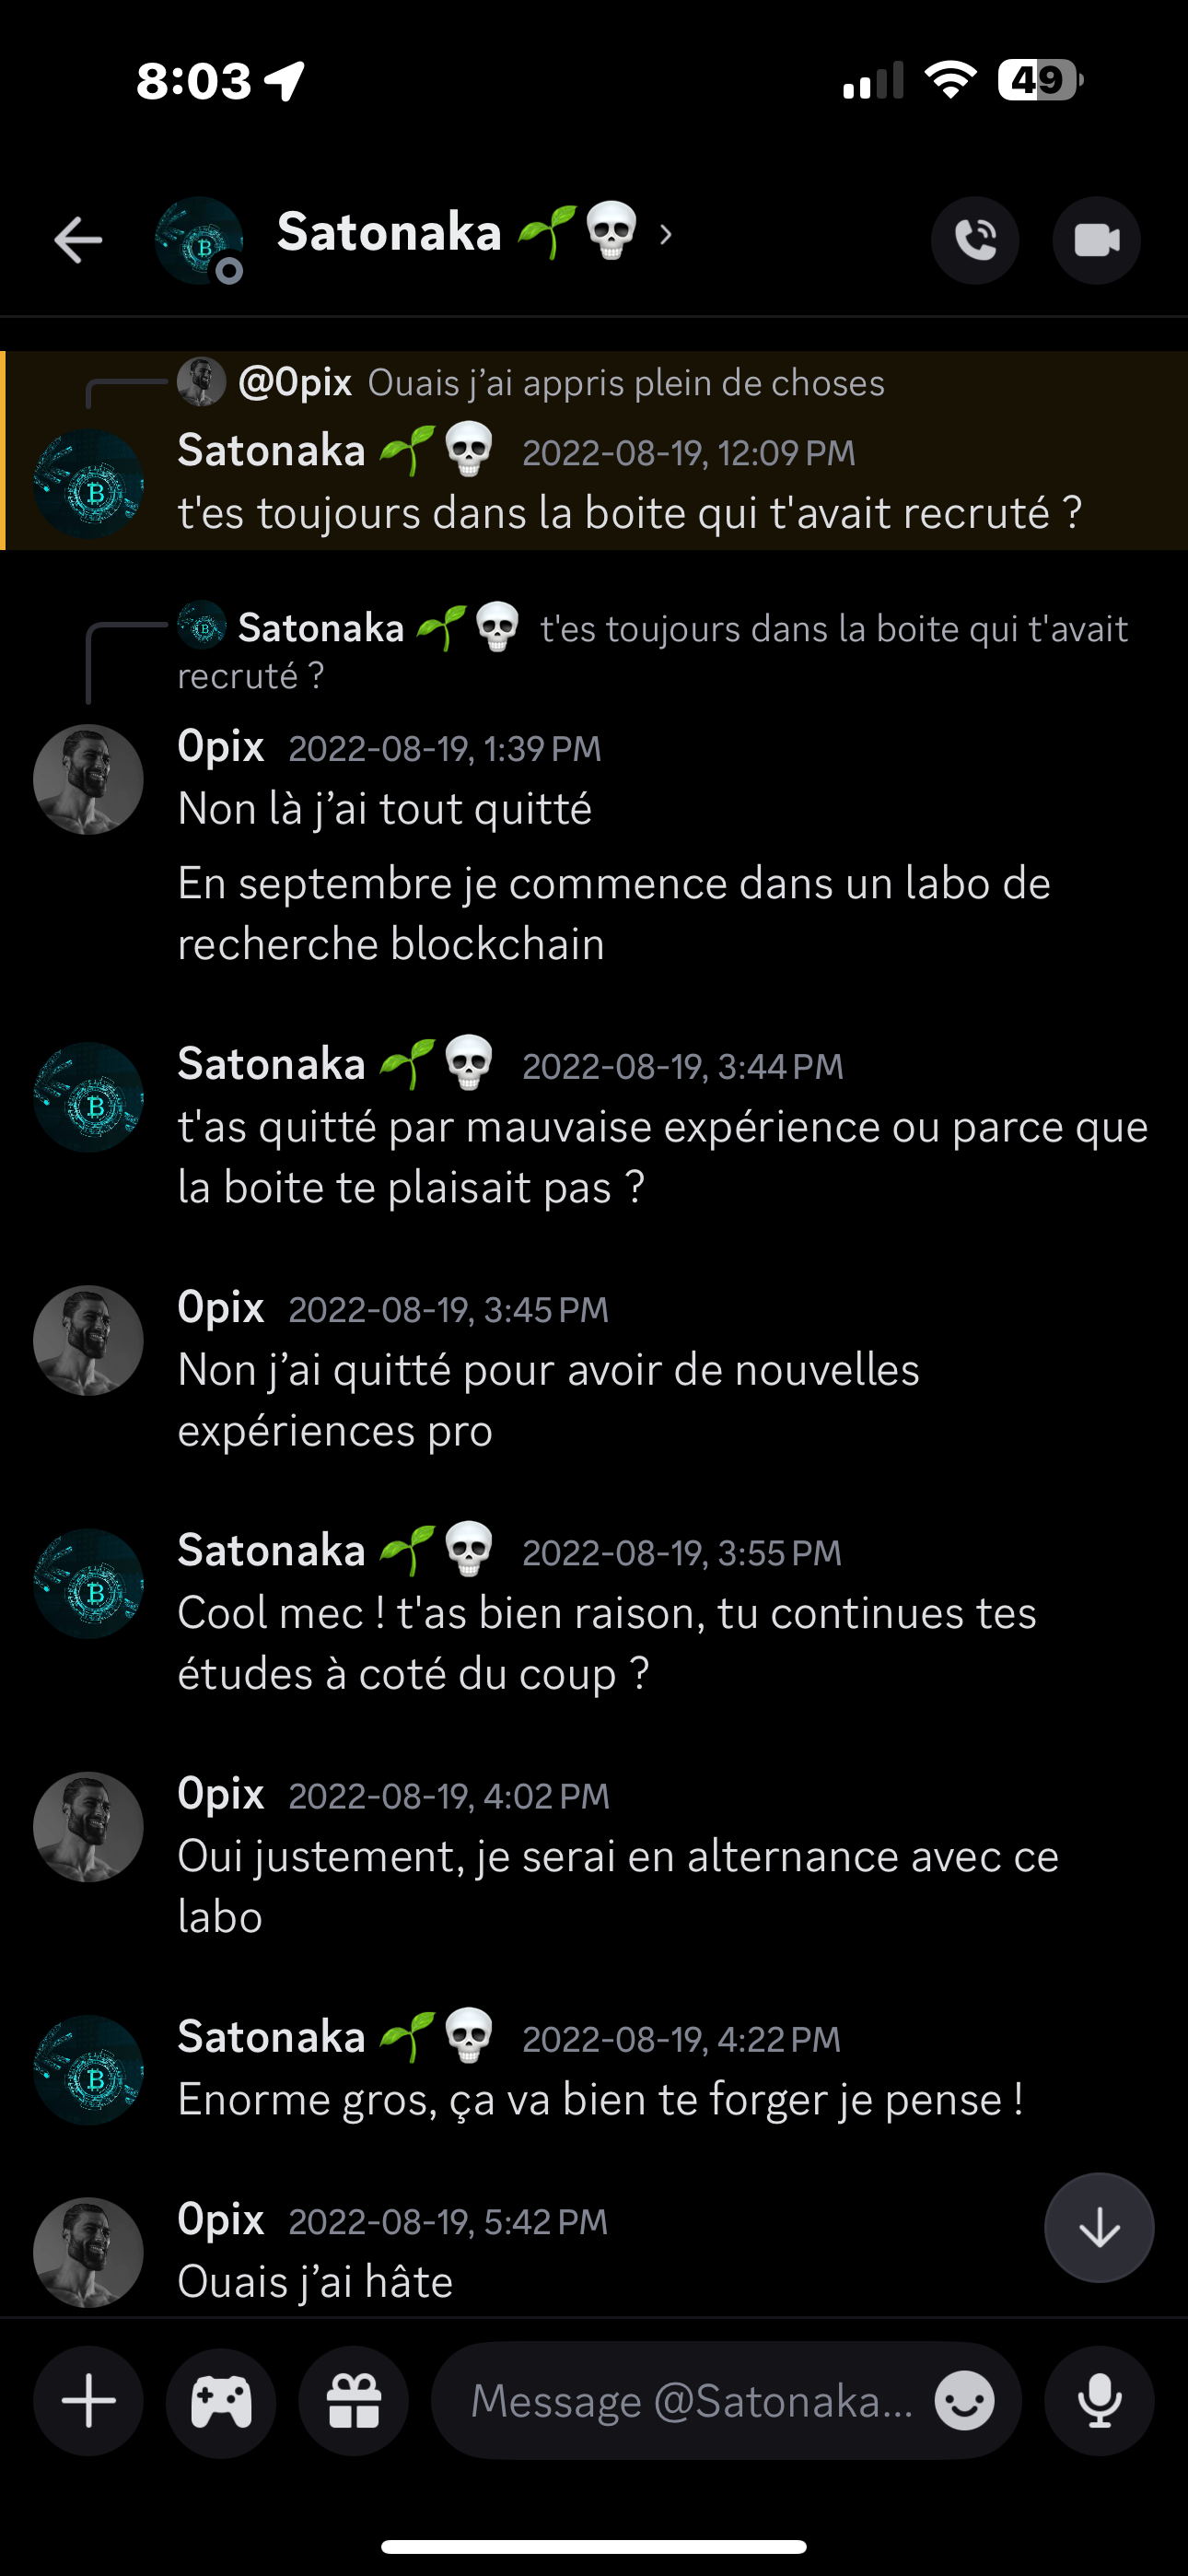 8:03
49
Satonaka 🌱💀 ›
@0pix Ouais j’ai appris plein de choses
Satonaka 🌱💀 2022-08-19, 12:09 PM
t'es toujours dans la boite qui t'avait recruté ?
Satonaka 🌱💀 t'es toujours dans la boite qui t'avait
recruté ?
0pix 2022-08-19, 1:39 PM
Non là j’ai tout quitté
En septembre je commence dans un labo de
recherche blockchain
Satonaka 🌱💀 2022-08-19, 3:44 PM
t'as quitté par mauvaise expérience ou parce que
la boite te plaisait pas ?
0pix 2022-08-19, 3:45 PM
Non j’ai quitté pour avoir de nouvelles
expériences pro
Satonaka 🌱💀 2022-08-19, 3:55 PM
Cool mec ! t'as bien raison, tu continues tes
études à coté du coup ?
0pix 2022-08-19, 4:02 PM
Oui justement, je serai en alternance avec ce
labo
Satonaka 🌱💀 2022-08-19, 4:22 PM
Enorme gros, ça va bien te forger je pense !
0pix 2022-08-19, 5:42 PM
Ouais j’ai hâte
Message @Satonaka...